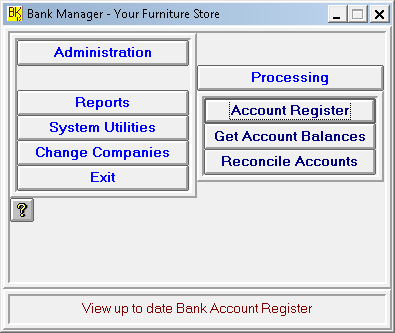 BK
Bank Manager - Your Furniture Store
Administration
Reports
System Utilities
Change Companies
Exit
?
Processing
Account Register
Get Account Balances
Reconcile Accounts
View up to date Bank Account Register